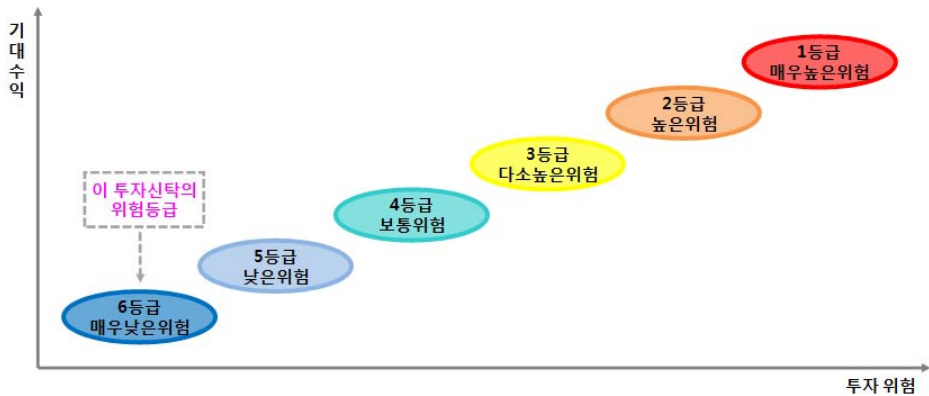 기대수익
1등급
매우높은위험
2등급
높은위험
3등급
다소높은위험
이 투자신탁의
위험등급
4등급
보통위험
5등급
낮은위험
6등급
매우낮은위험
투자 위험